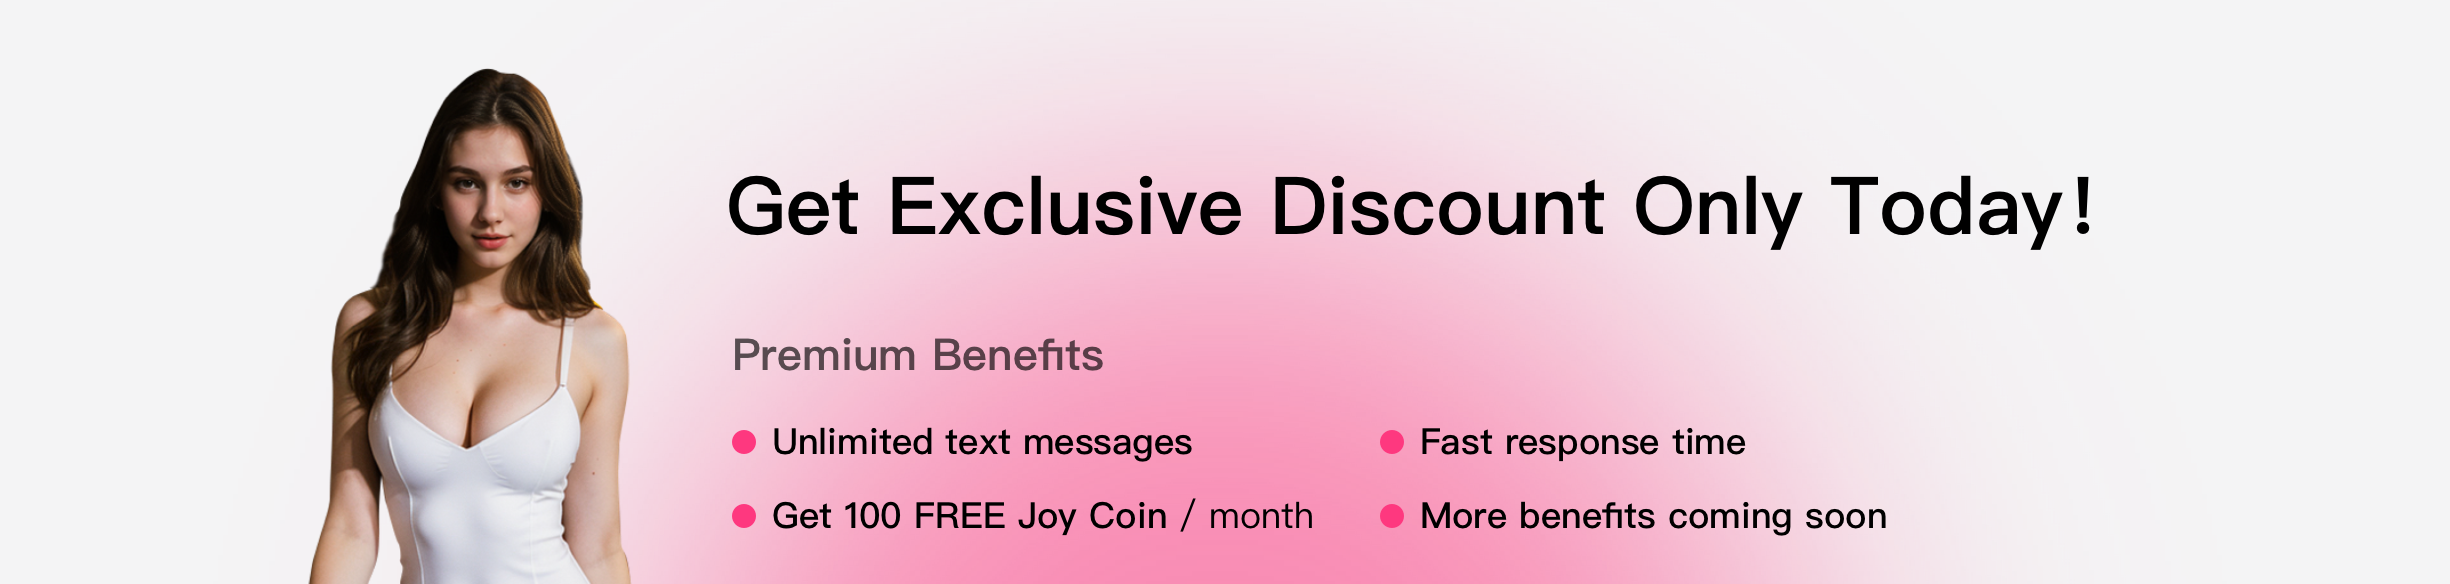 Get Exclusive Discount Only Today!
Premium Benefits
Unlimited text messages
Fast response time
Get 100 FREE Joy Coin / month
More benefits coming soon